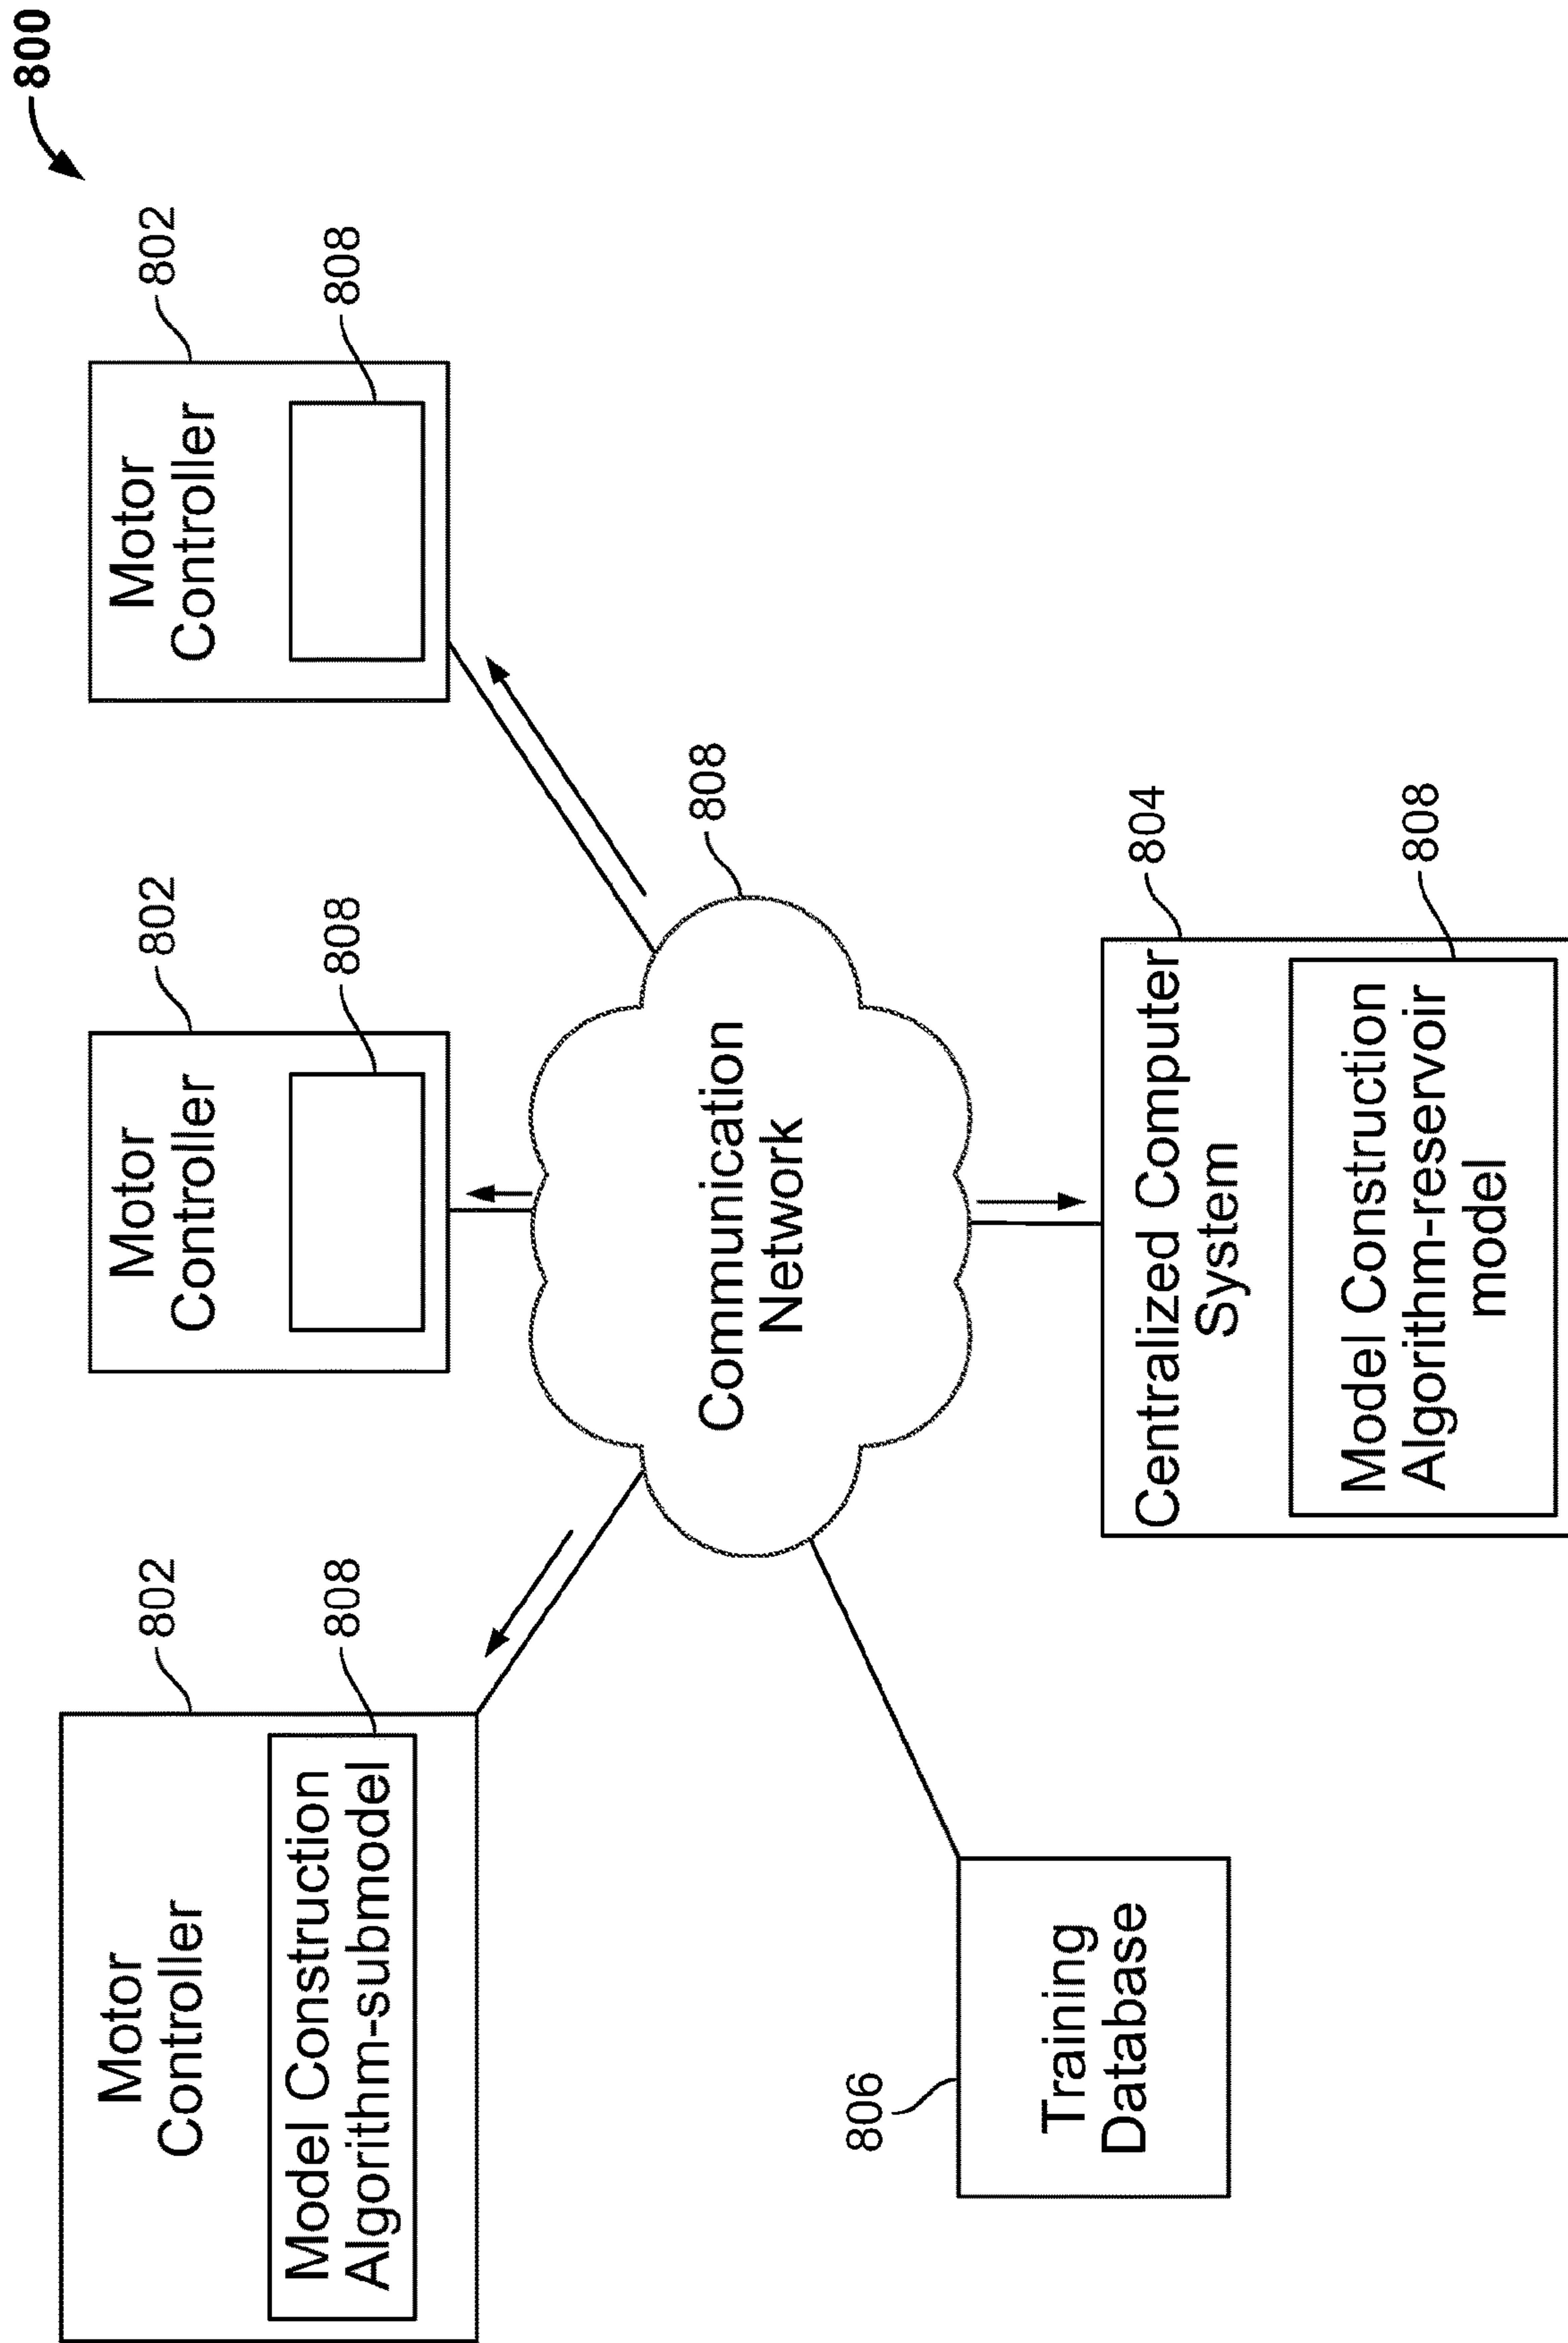 800
802
808
Motor
Controller
Model Construction
Algorithm-submodel
802
808
Motor
Controller
802
808
Motor
Controller
808
Communication
Network
806
Training
Database
804
Centralized Computer
System
808
Model Construction
Algorithm-reservoir
model